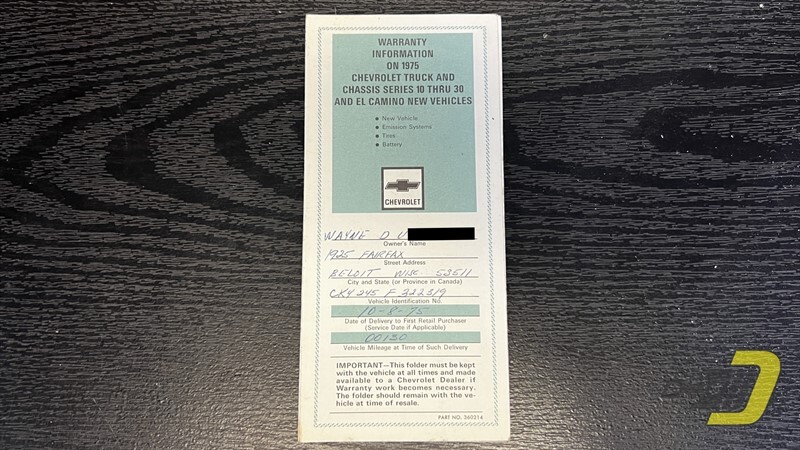 WARRANTY
INFORMATION
ON 1975
CHEVROLET TRUCK AND
CHASSIS SERIES 10 THRU 30
AND EL CAMINO NEW VEHICLES
• New Vehicle
• Emission Systems
• Tires
• Battery
CHEVROLET
WAYNE D U
Owner's Name
1925 FAIRFAX
Street Address
BELOIT WISC. 53511
City and State (or Province in Canada)
CKY245 F 322319
Vehicle Identification No.
10-8-75
Date of Delivery to First Retail Purchaser
(Service Date if Applicable)
00130
Vehicle Mileage at Time of Such Delivery
IMPORTANT—This folder must be kept
with the vehicle at all times and made
available to a Chevrolet Dealer if
Warranty work becomes necessary.
The folder should remain with the ve-
hicle at time of resale.
PART NO. 360214